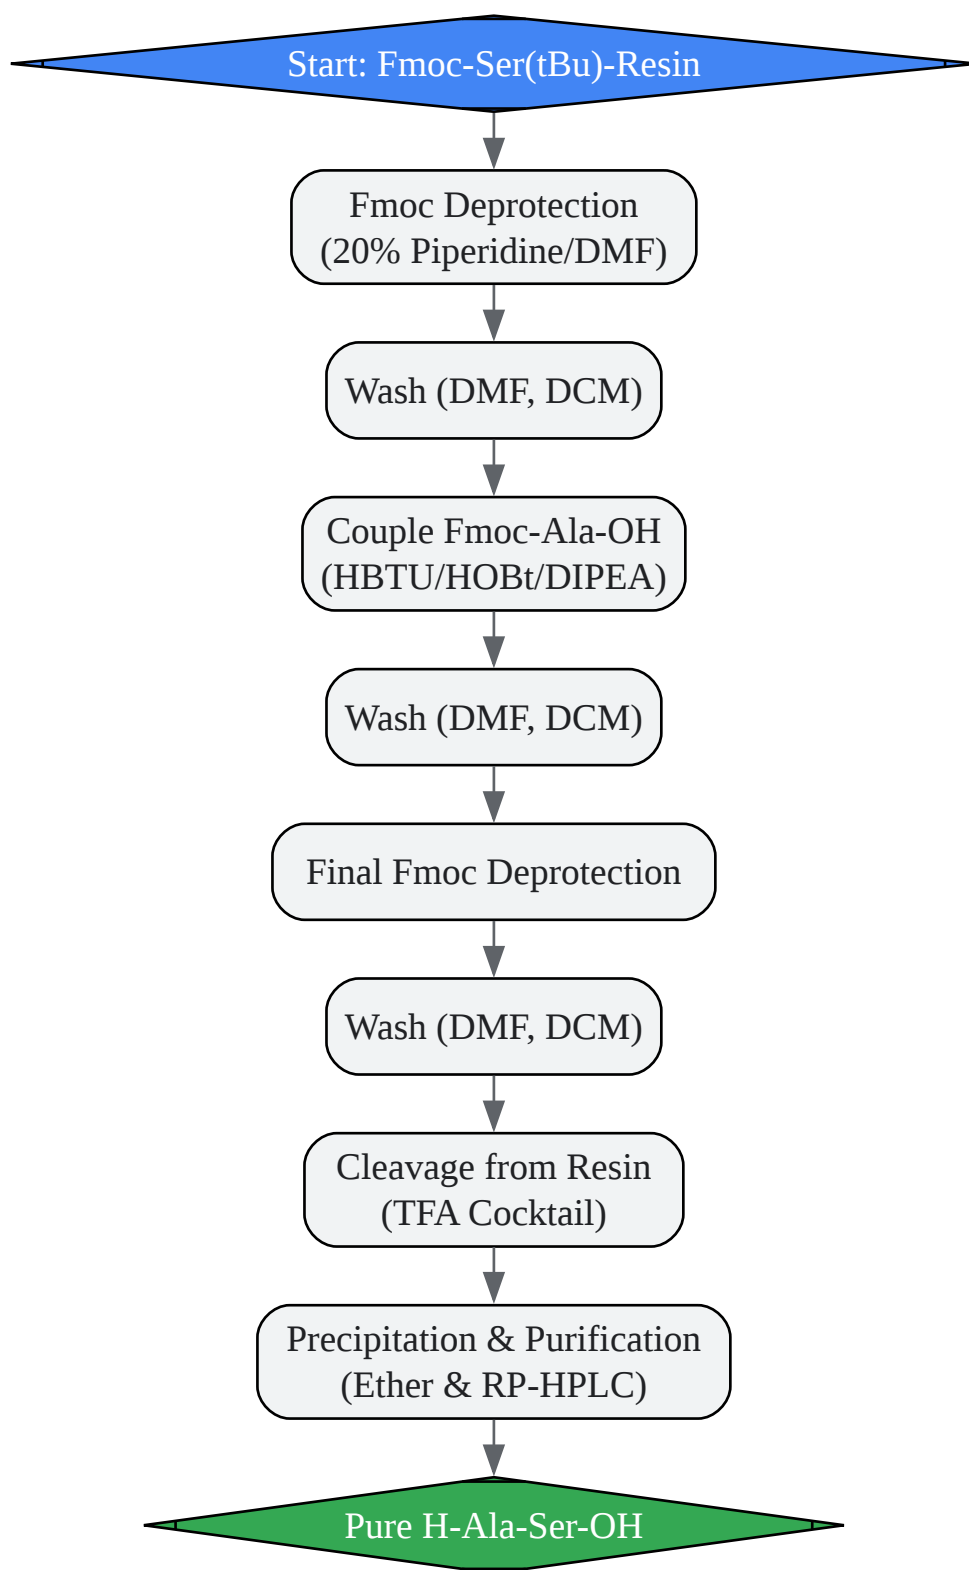 Start: Fmoc-Ser(tBu)-Resin
Fmoc Deprotection
(20% Piperidine/DMF)
Wash (DMF, DCM)
Couple Fmoc-Ala-OH
(HBTU/HOBt/DIPEA)
Wash (DMF, DCM)
Final Fmoc Deprotection
Wash (DMF, DCM)
Cleavage from Resin
(TFA Cocktail)
Precipitation & Purification
(Ether & RP-HPLC)
Pure H-Ala-Ser-OH